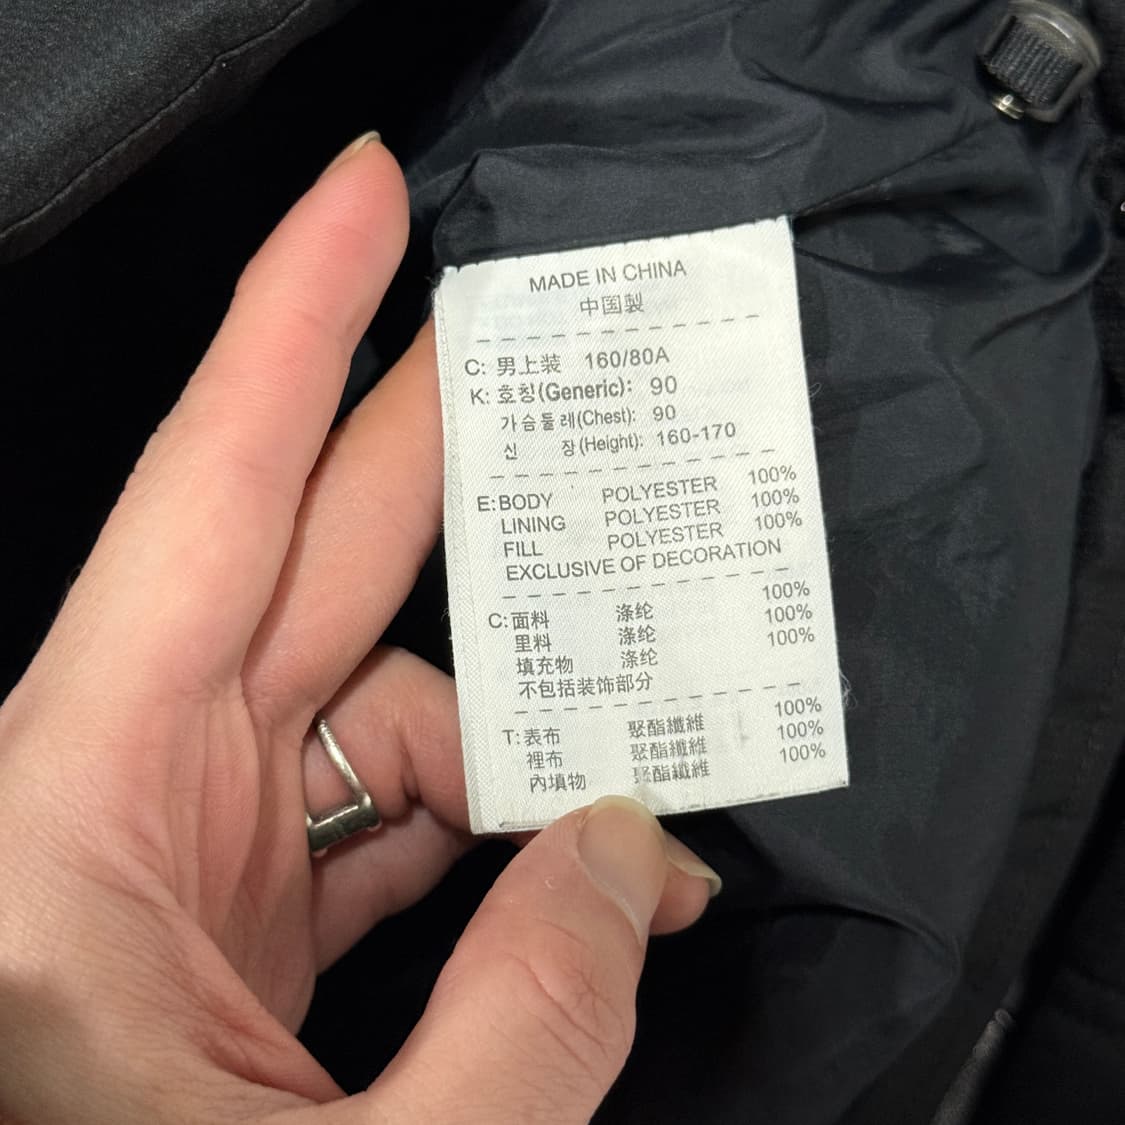 MADE IN CHINA
中国製
C: 男上装 160/80A
K: 호칭(Generic): 90
가슴둘레(Chest): 90
신 장(Height): 160-170
E: BODY POLYESTER 100%
LINING POLYESTER 100%
FILL POLYESTER 100%
EXCLUSIVE OF DECORATION
C: 面料 涤纶 100%
里料 涤纶 100%
填充物 涤纶 100%
不包括装饰部分
T: 表布 聚酯纖維 100%
裡布 聚酯纖維 100%
內填物 聚酯纖維 100%